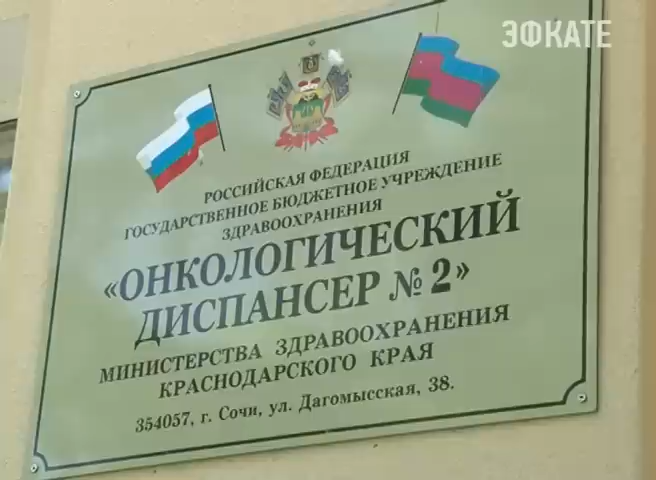 ЭФКАТЕ
РОССИЙСКАЯ ФЕДЕРАЦИЯ
ГОСУДАРСТВЕННОЕ БЮДЖЕТНОЕ УЧРЕЖДЕНИЕ
ЗДРАВООХРАНЕНИЯ
«ОНКОЛОГИЧЕСКИЙ
ДИСПАНСЕР № 2»
МИНИСТЕРСТВА ЗДРАВООХРАНЕНИЯ
КРАСНОДАРСКОГО КРАЯ
354057, г. Сочи, ул. Дагомысская, 38.